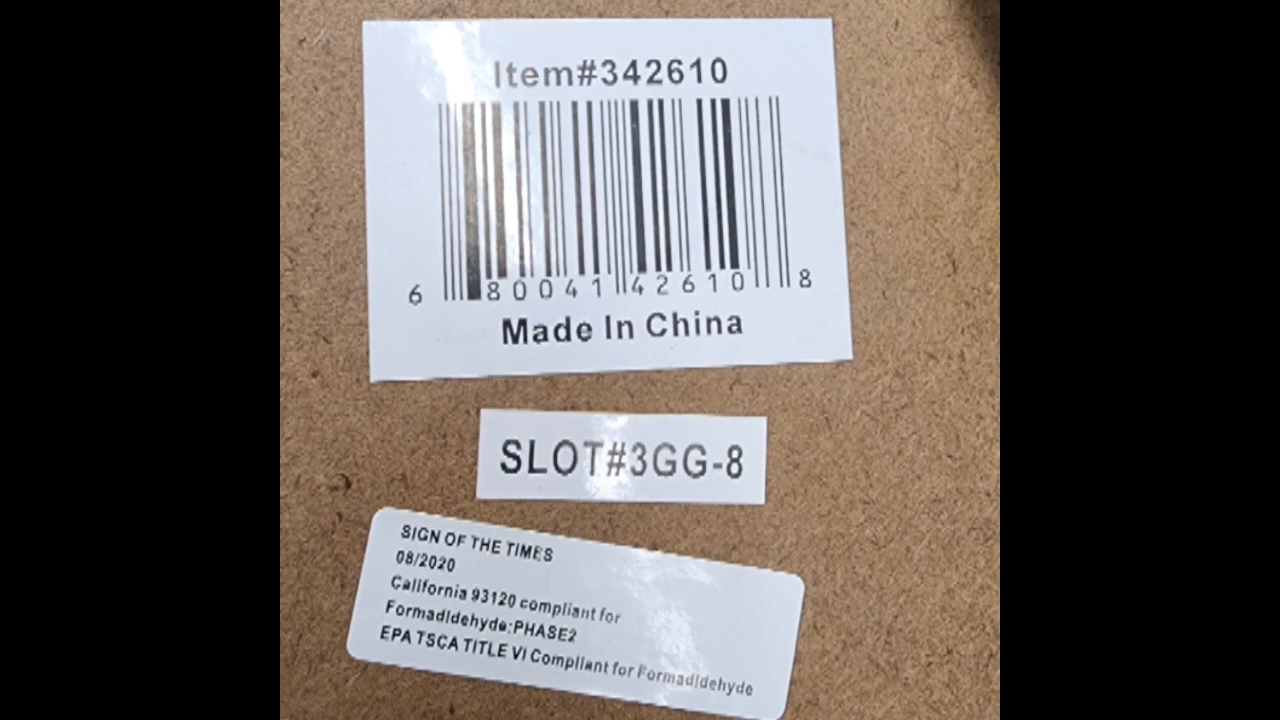 Item#342610
6 80041 42610 8
Made In China
SLOT#3GG-8
SIGN OF THE TIMES
08/2020
California 93120 compliant for
Formadldehyde:PHASE2
EPA TSCA TITLE VI Compliant for Formadldehyde